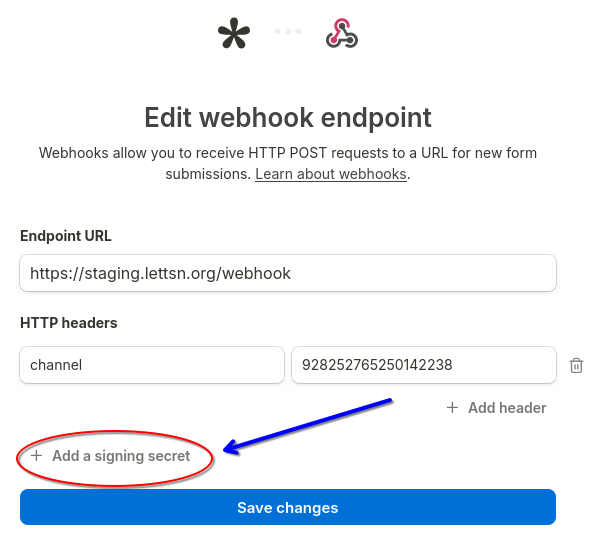 Edit webhook endpoint
Webhooks allow you to receive HTTP POST requests to a URL for new form
submissions. Learn about webhooks.
Endpoint URL
https://staging.lettsn.org/webhook
HTTP headers
channel 928252765250142238
+ Add header
+ Add a signing secret
Save changes